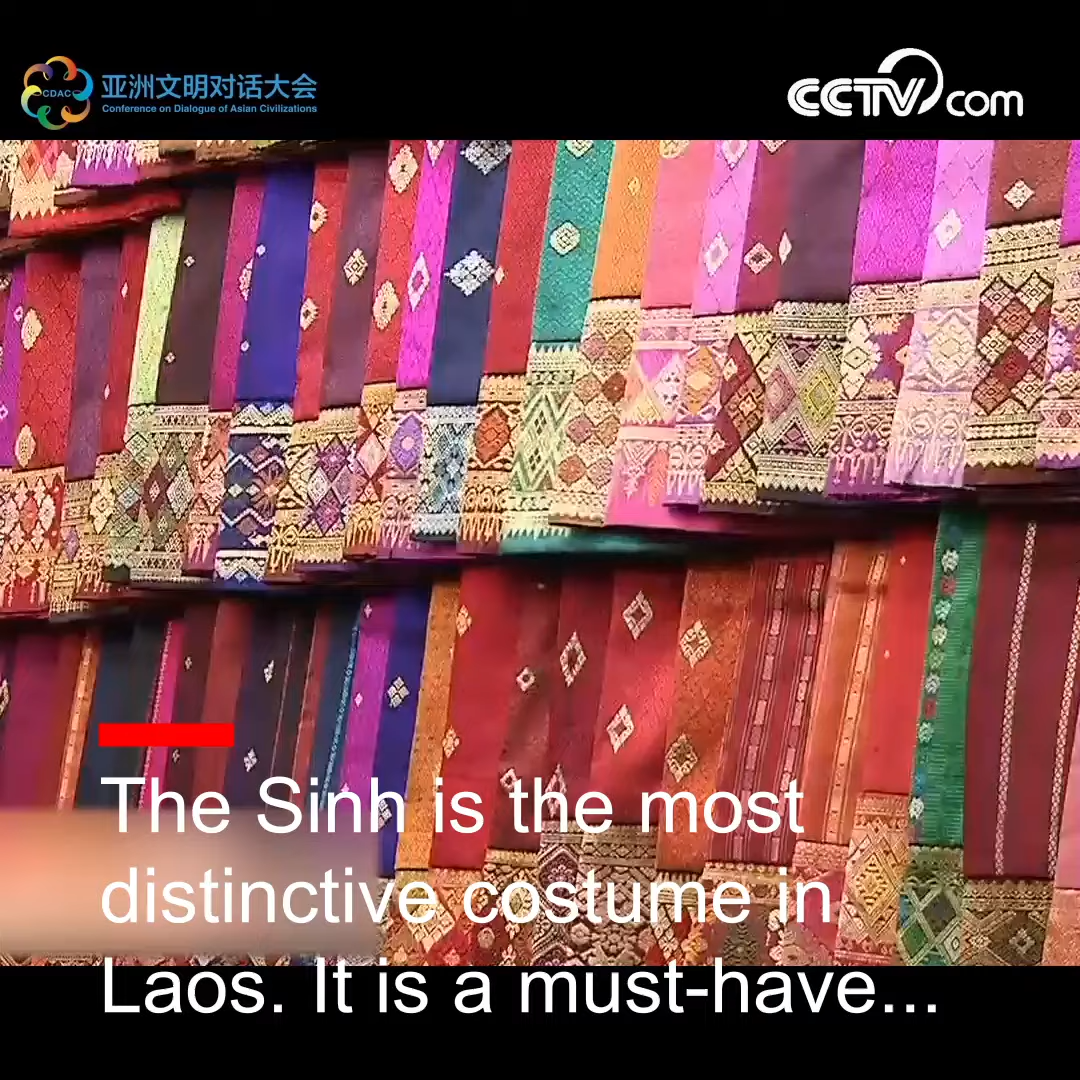 CDAC
亚洲文明对话大会
Conference on Dialogue of Asian Civilizations
CCTV.com
The Sinh is the most
distinctive costume in
Laos. It is a must-have...